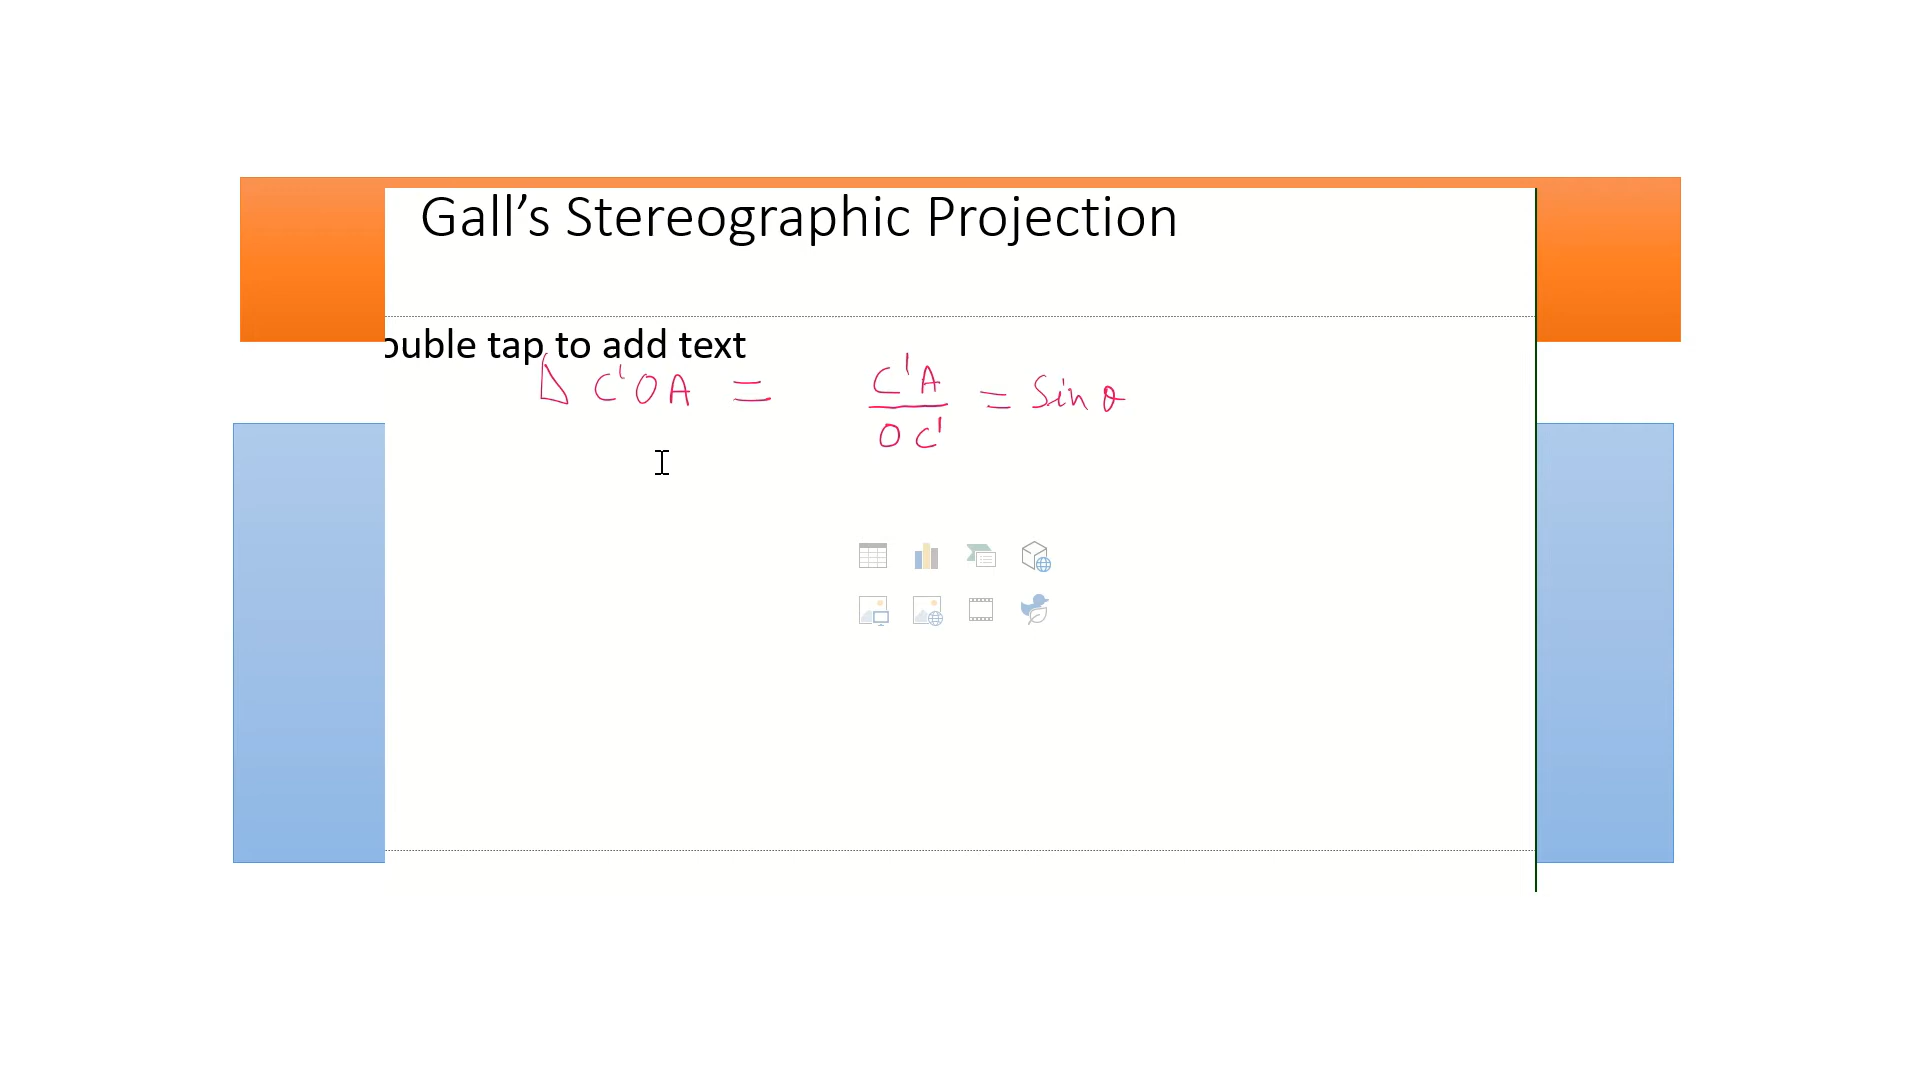 Gall’s Stereographic Projection
ouble tap to add text
Δ C'OA = C'A / OC' = Sin θ